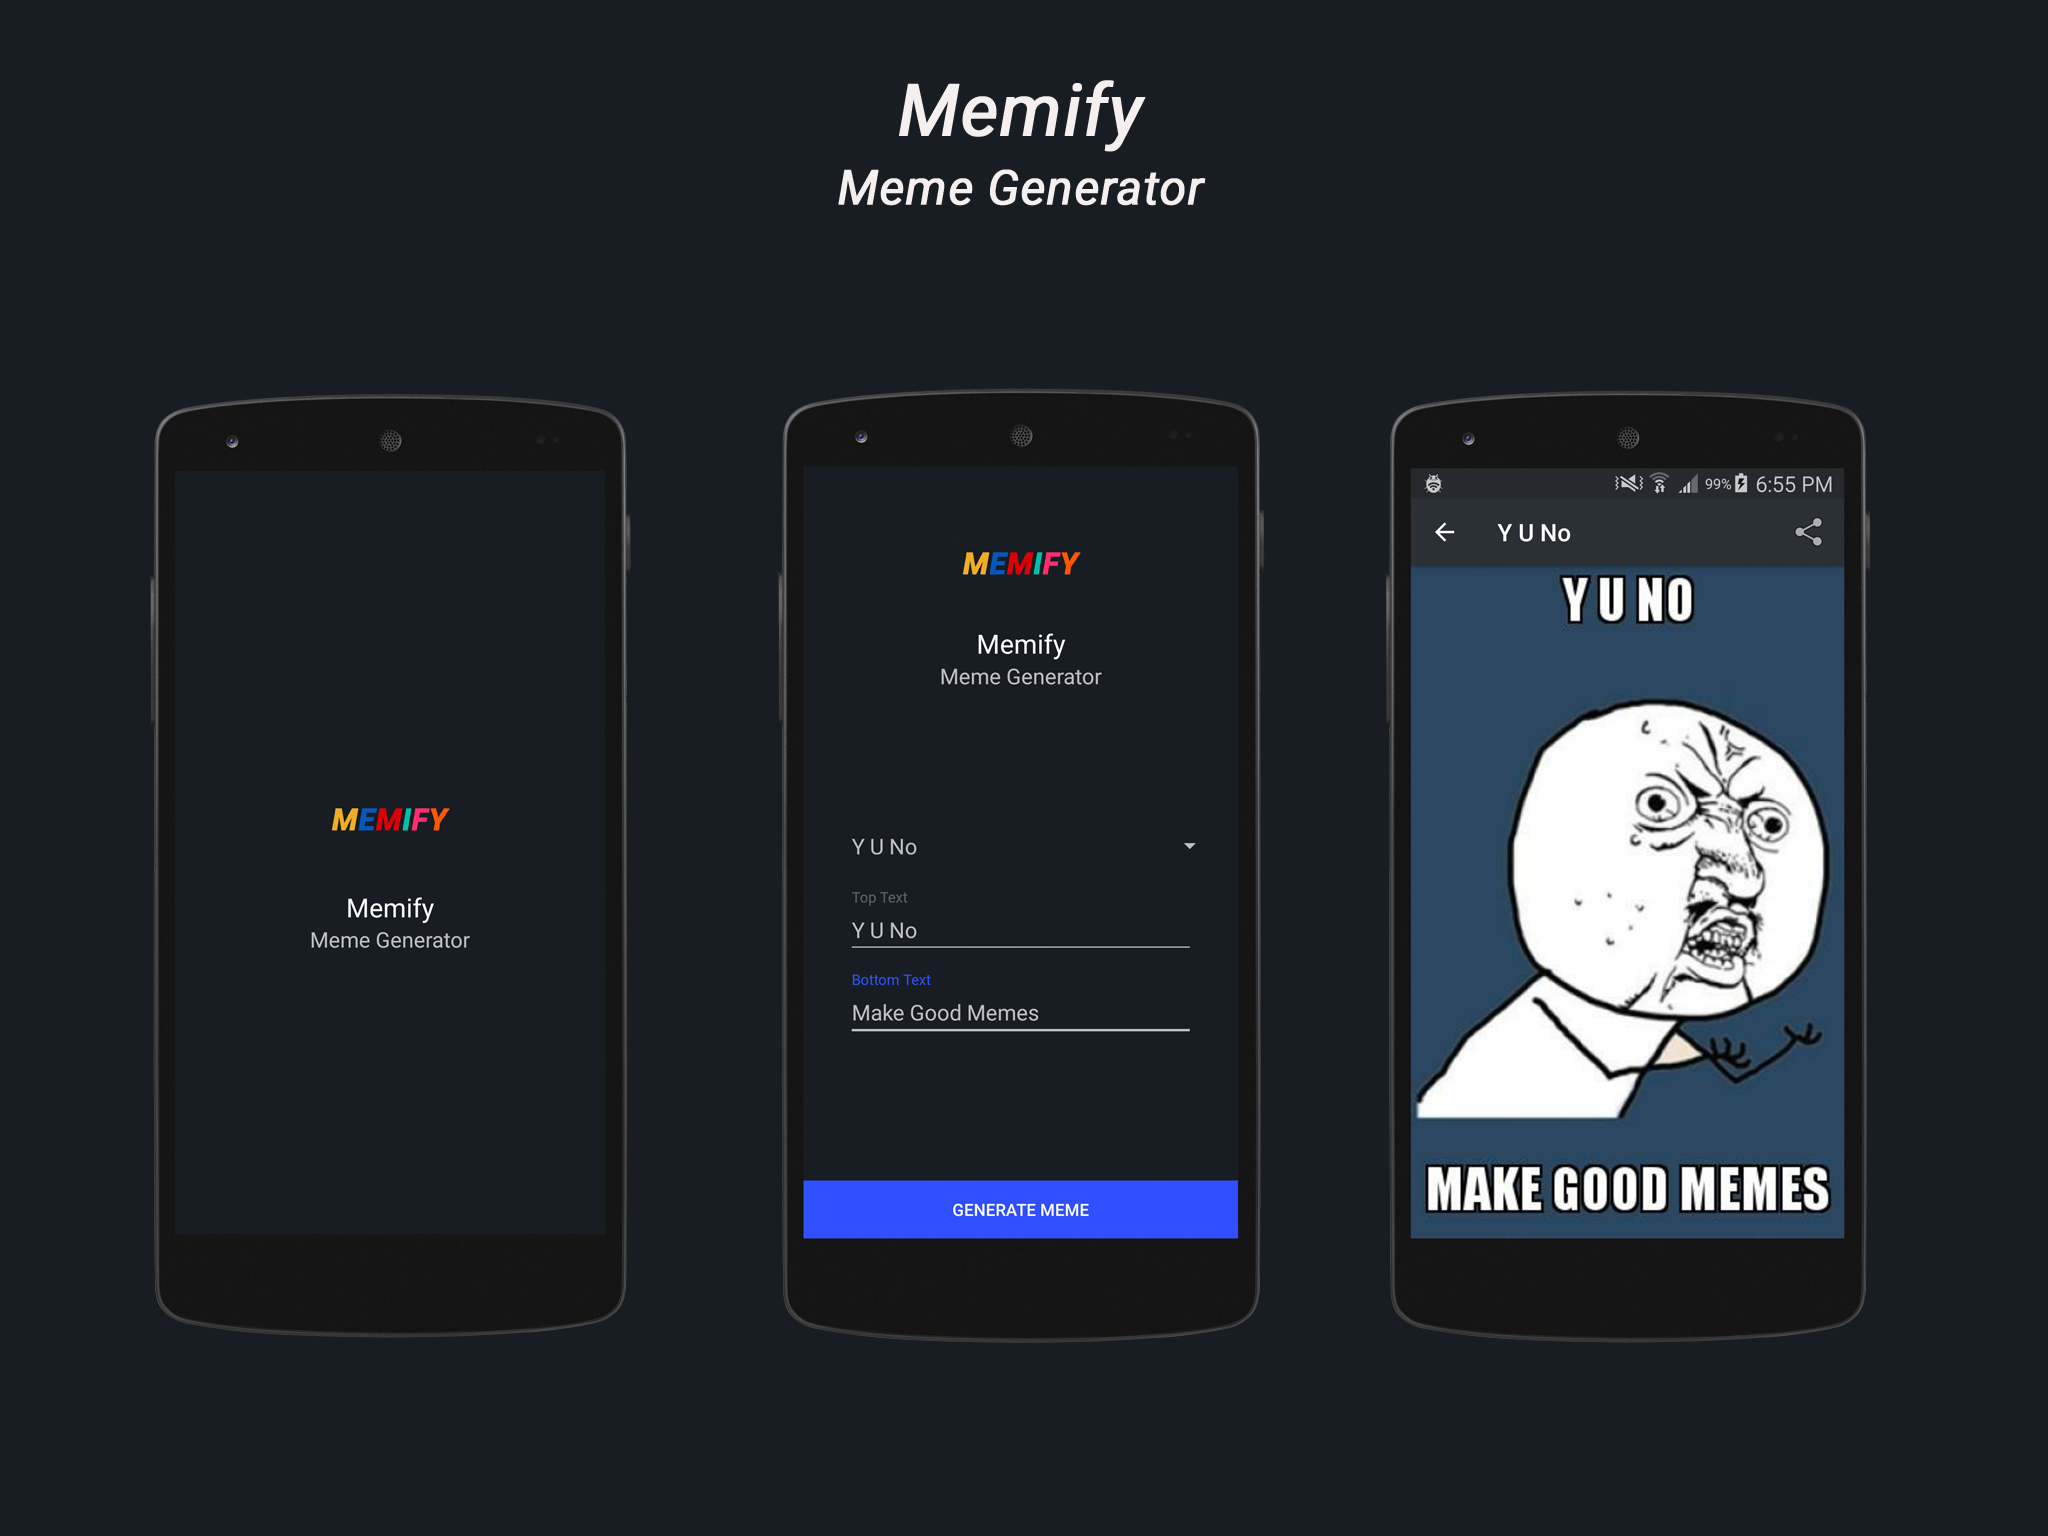 Memify
Meme Generator
MEMIFY
Memify
Meme Generator
MEMIFY
Memify
Meme Generator
Y U No
Top Text
Y U No
Bottom Text
Make Good Memes
GENERATE MEME
99% 6:55 PM
Y U No
Y U NO
MAKE GOOD MEMES